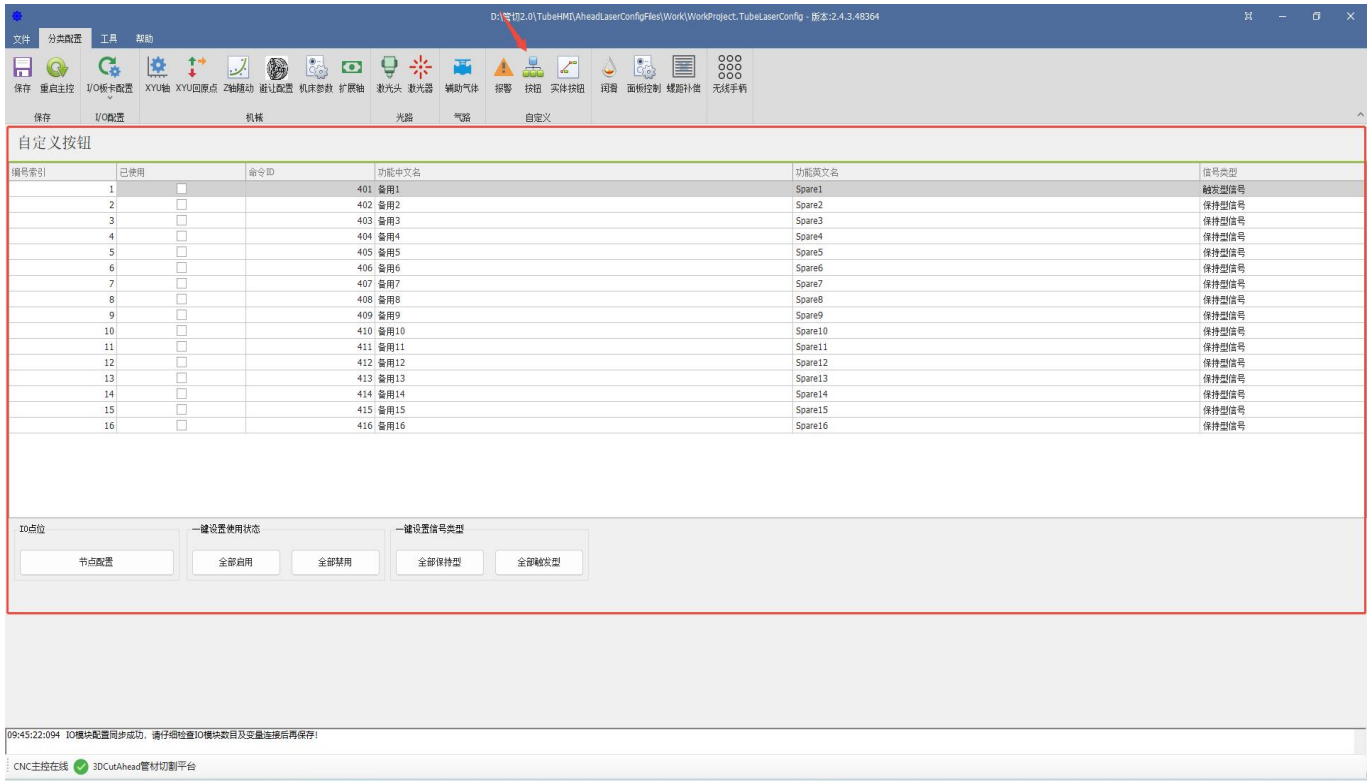 D:\管切2.0\TubeHMI\AheadLaserConfigFiles\Work\WorkProject.TubeLaserConfig - 版本:2.4.3.48364
文件 分类配置 工具 帮助
保存 重启主控 I/O板卡配置 XYU轴 XYU回原点 Z轴随动 避让配置 机床参数 扩展轴 激光头 激光器 辅助气体 报警 按钮 实体按钮 润滑 面板控制 螺距补偿 无线手柄
保存 I/O配置 机械 光路 气路 自定义
自定义按钮
编号索引 已使用 命令ID 功能中文名 功能英文名 信号类型
1 401 备用1 Spare1 触发型信号
2 402 备用2 Spare2 保持型信号
3 403 备用3 Spare3 保持型信号
4 404 备用4 Spare4 保持型信号
5 405 备用5 Spare5 保持型信号
6 406 备用6 Spare6 保持型信号
7 407 备用7 Spare7 保持型信号
8 408 备用8 Spare8 保持型信号
9 409 备用9 Spare9 保持型信号
10 410 备用10 Spare10 保持型信号
11 411 备用11 Spare11 保持型信号
12 412 备用12 Spare12 保持型信号
13 413 备用13 Spare13 保持型信号
14 414 备用14 Spare14 保持型信号
15 415 备用15 Spare15 保持型信号
16 416 备用16 Spare16 保持型信号
IO点位 一键设置使用状态 一键设置信号类型
节点配置 全部启用 全部禁用 全部保持型 全部触发型
09:45:22:094 IO模块配置同步成功, 请仔细检查IO模块数目及变量连接后再保存!
CNC主控在线 3DCutAhead管材切割平台